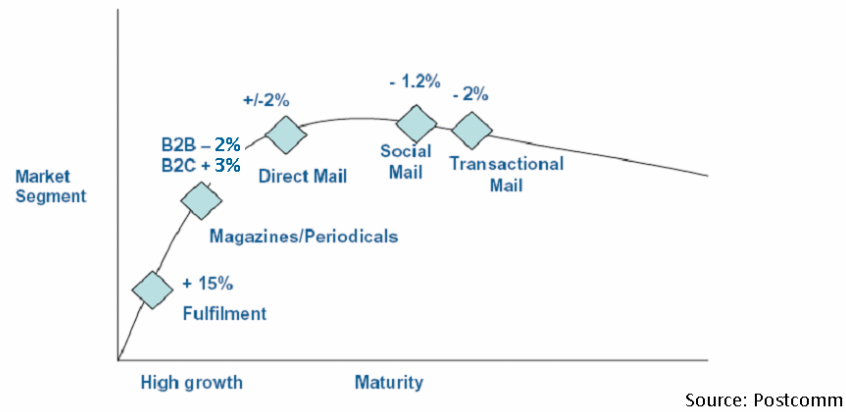 - 1.2%
+/-2%
- 2%
B2B – 2%
B2C + 3%
Social
Mail
Direct Mail
Transactional
Mail
Market
Segment
Magazines/Periodicals
+ 15%
Fulfilment
High growth
Maturity
Source: Postcomm